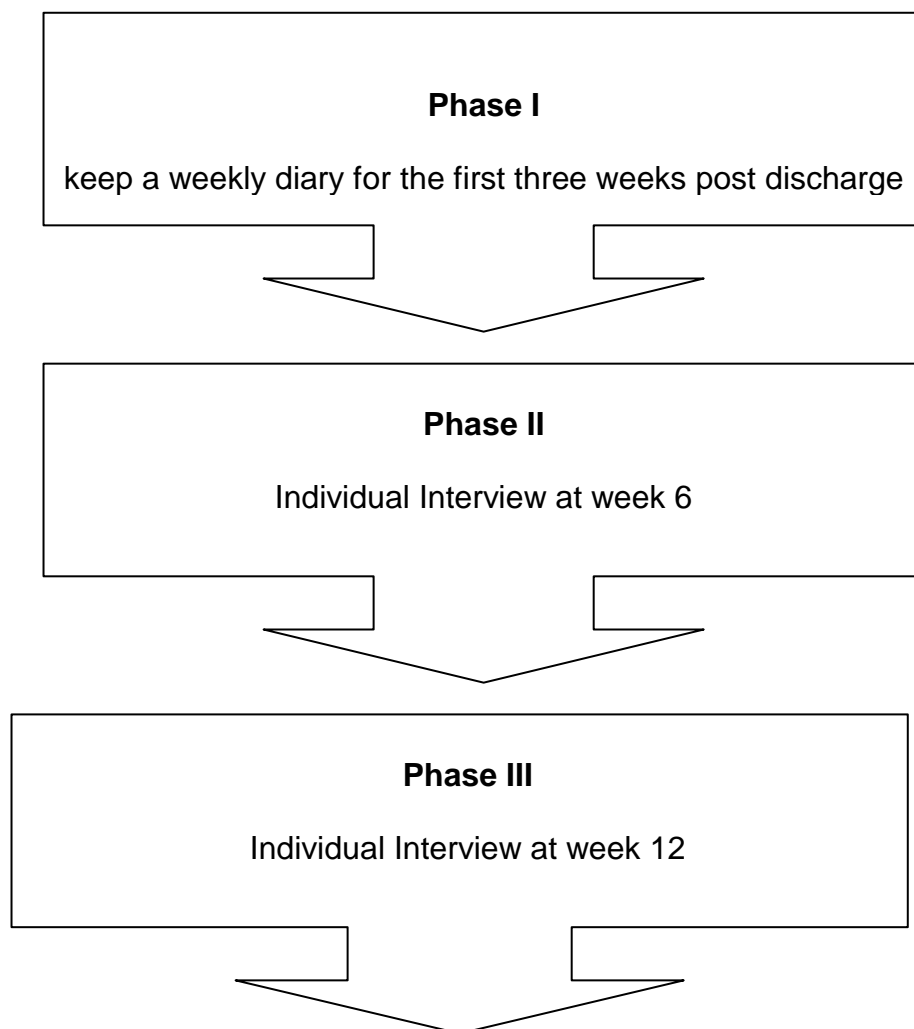 Phase I
keep a weekly diary for the first three weeks post discharge
Phase II
Individual Interview at week 6
Phase III
Individual Interview at week 12